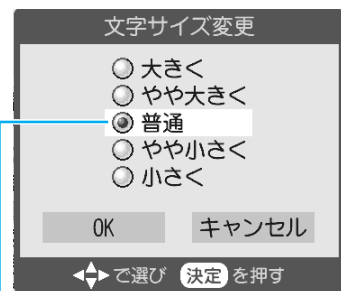 文字サイズ変更
大きく
やや大きく
普通
やや小さく
小さく
OK キャンセル
で選び 決定 を押す